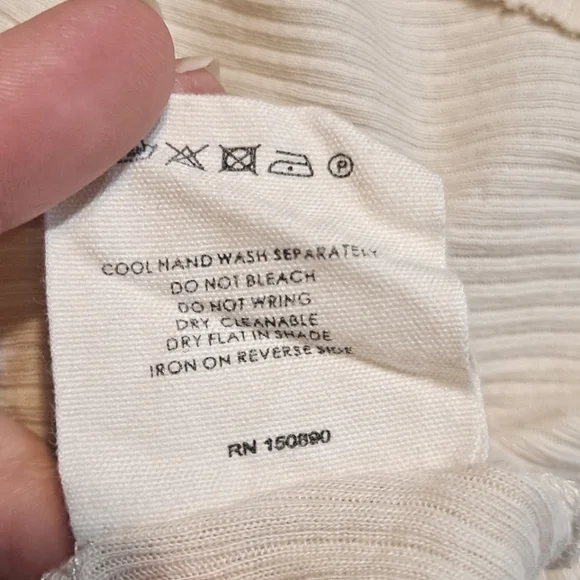 P
COOL HAND WASH SEPARATELY
DO NOT BLEACH
DO NOT WRING
DRY CLEANABLE
DRY FLAT IN SHADE
IRON ON REVERSE SIDE
RN 150890